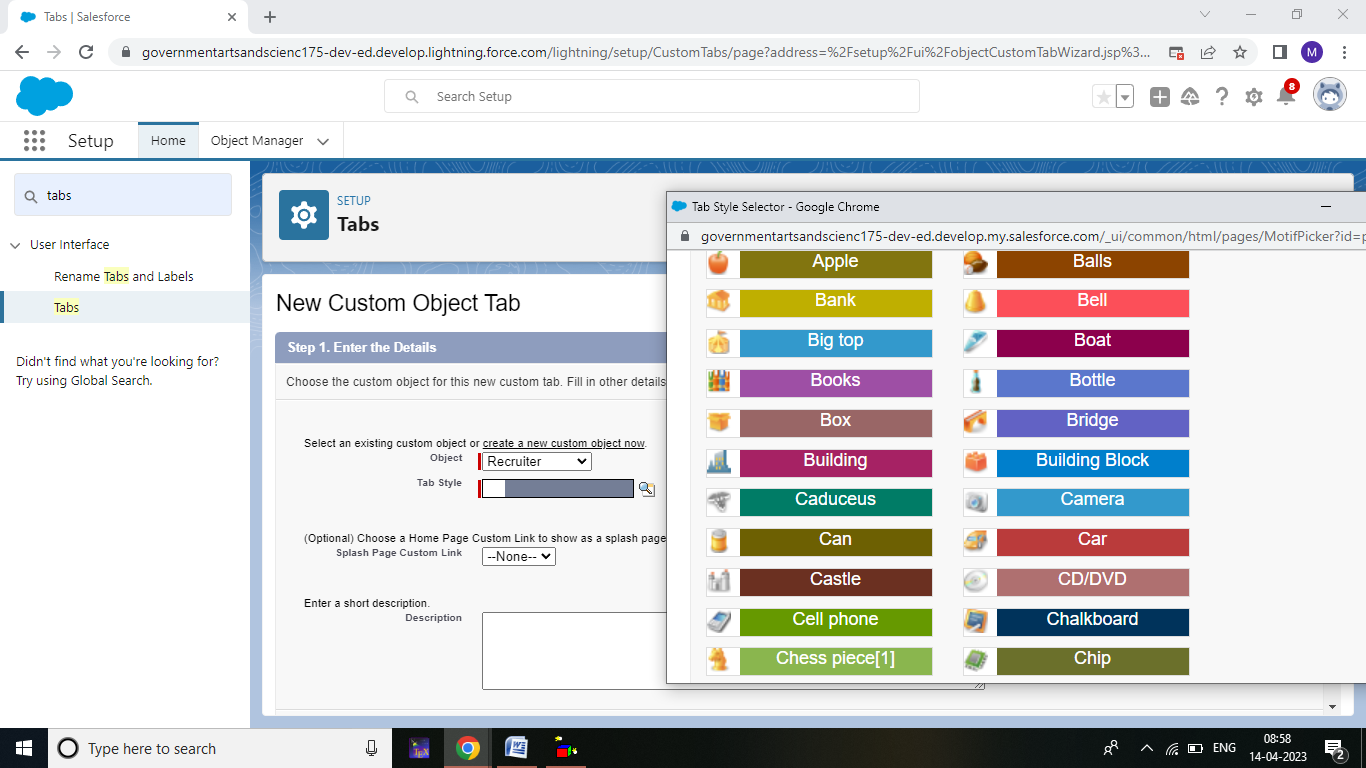 Tabs | Salesforce
governmentartsandscienc175-dev-ed.develop.lightning.force.com/lightning/setup/CustomTabs/page?address=%2Fsetup%2Fui%2FobjectCustomTabWizard.jsp%3...
M
Search Setup
8
Setup
Home
Object Manager
tabs
User Interface
Rename Tabs and Labels
Tabs
Didn't find what you're looking for?
Try using Global Search.
SETUP
Tabs
New Custom Object Tab
Step 1. Enter the Details
Choose the custom object for this new custom tab. Fill in other details
Select an existing custom object or create a new custom object now.
Object
Recruiter
Tab Style
(Optional) Choose a Home Page Custom Link to show as a splash page
Splash Page Custom Link
--None--
Enter a short description.
Description
Tab Style Selector - Google Chrome
governmentartsandscienc175-dev-ed.develop.my.salesforce.com/_ui/common/html/pages/MotifPicker?id=p
Apple Balls
Bank Bell
Big top Boat
Books Bottle
Box Bridge
Building Building Block
Caduceus Camera
Can Car
Castle CD/DVD
Cell phone Chalkboard
Chess piece[1] Chip
Type here to search
ENG
08:58
14-04-2023
2